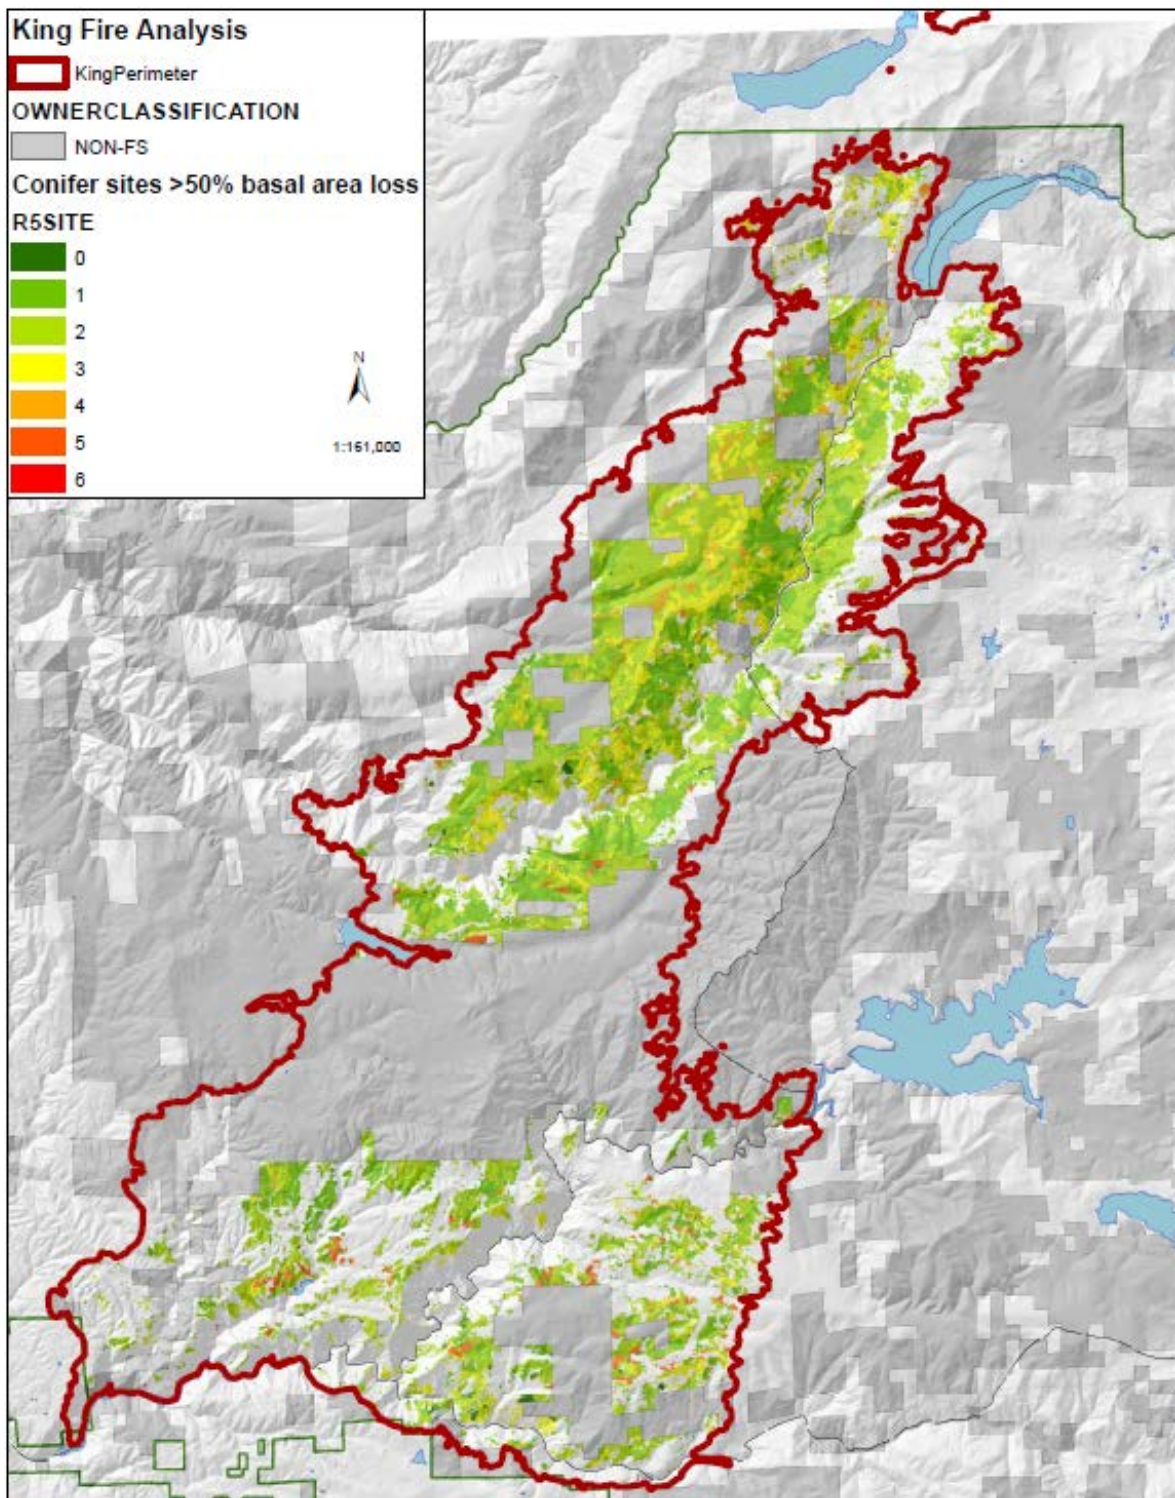 King Fire Analysis
KingPerimeter
OWNERCLASSIFICATION
NON-FS
Conifer sites >50% basal area loss
R5SITE
0
1
2
3
4
5
6
N
1:161,000